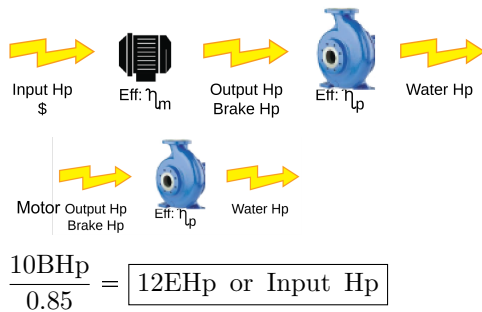 Input Hp
$
Eff: ηm
Output Hp
Brake Hp
Eff: ηp
Water Hp
Motor Output Hp
Brake Hp
Eff: ηp
Water Hp
10BHp
0.85
= 12EHp or Input Hp